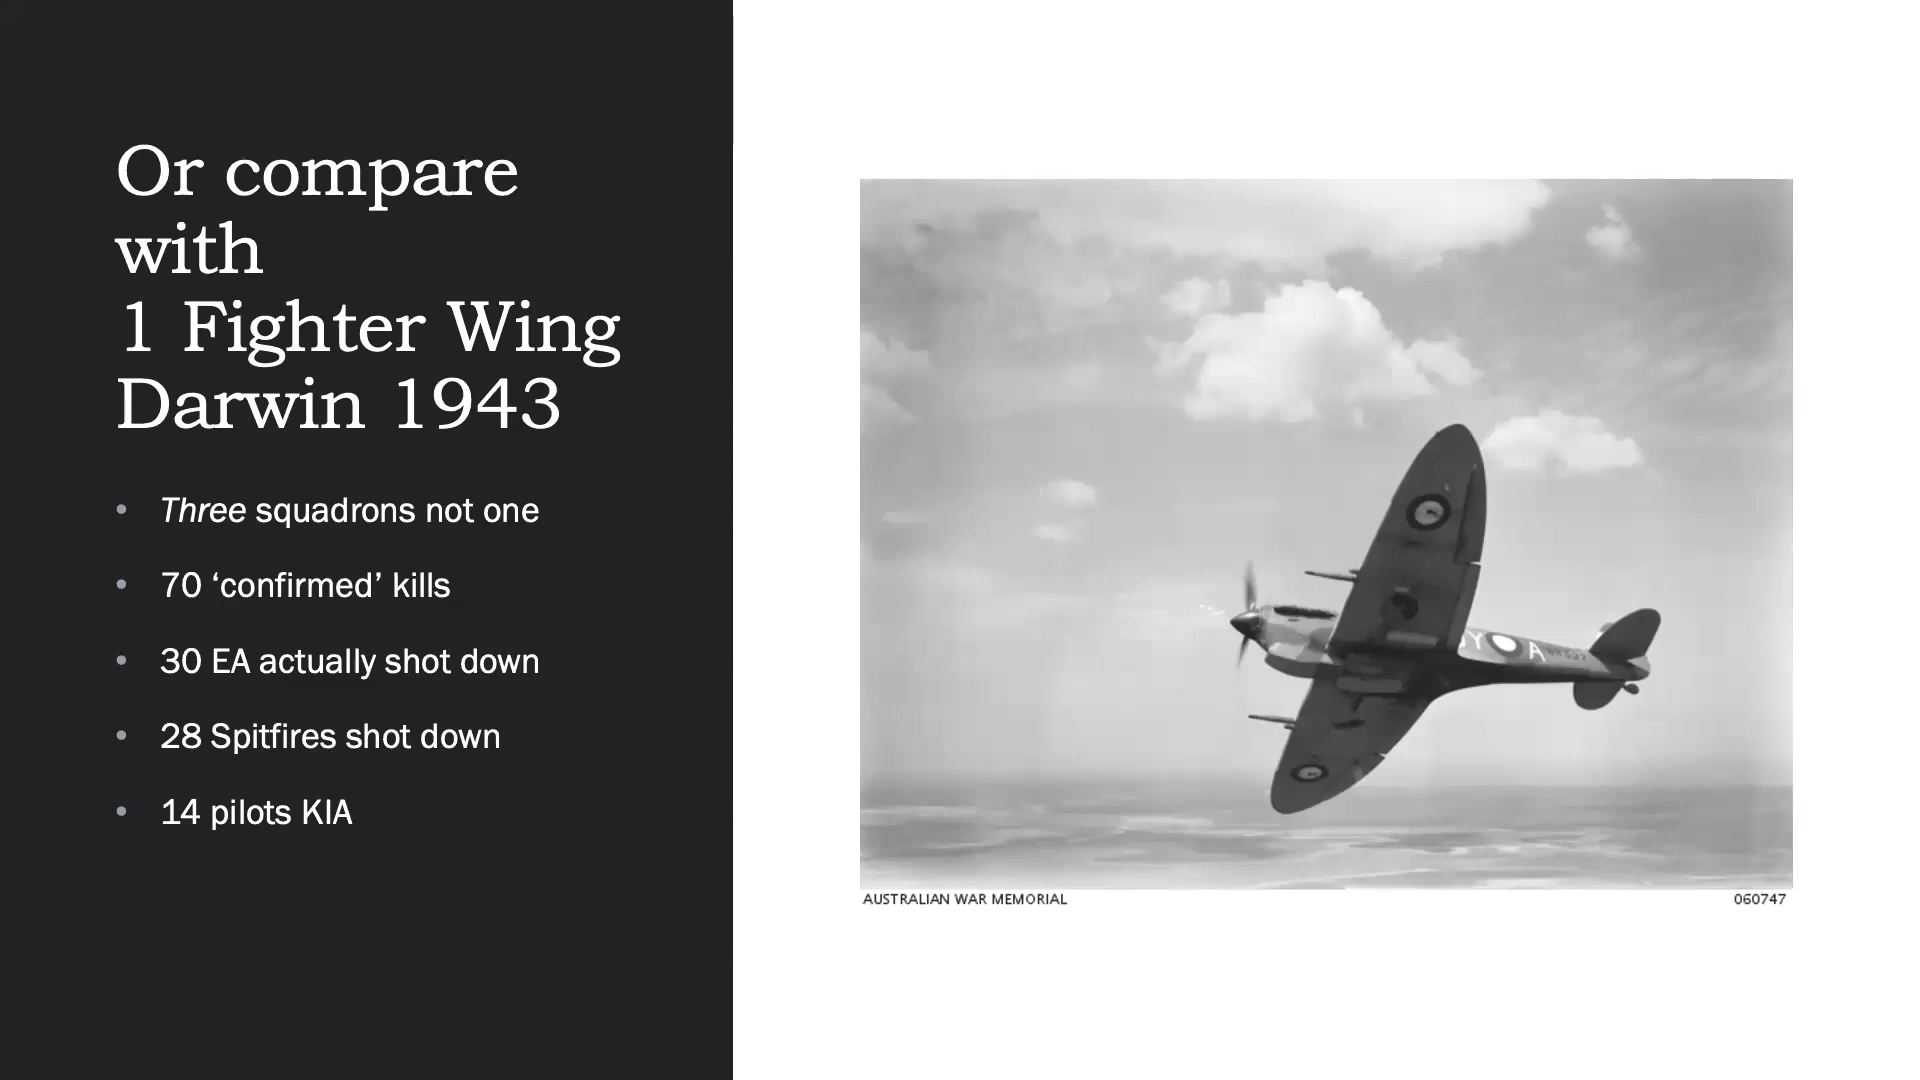 Or compare
with
1 Fighter Wing
Darwin 1943
• Three squadrons not one
• 70 ‘confirmed’ kills
• 30 EA actually shot down
• 28 Spitfires shot down
• 14 pilots KIA
Y A
AUSTRALIAN WAR MEMORIAL 060747